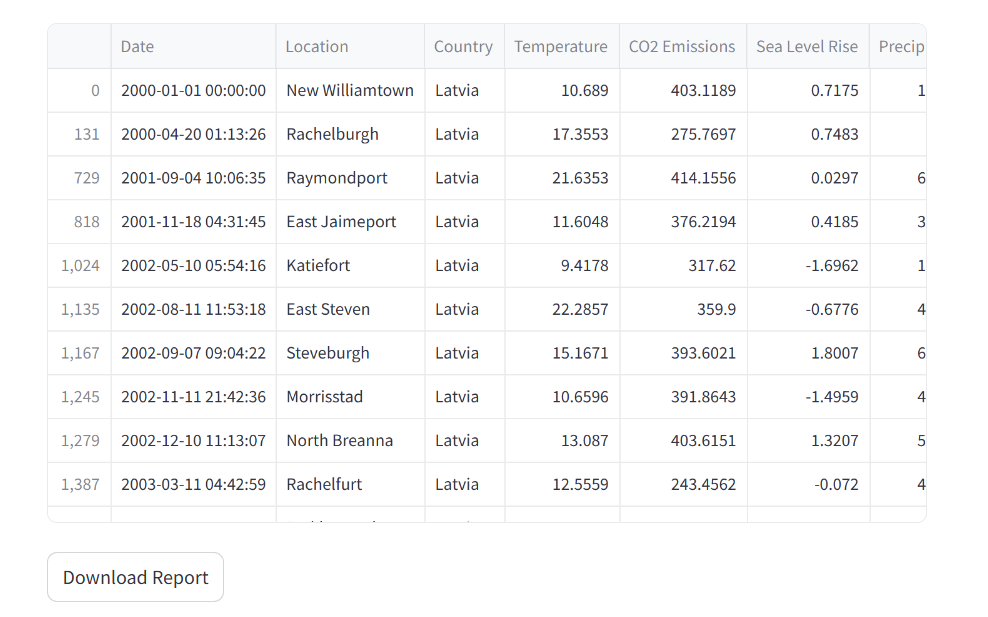 Date Location Country Temperature CO2 Emissions Sea Level Rise Precip
0 2000-01-01 00:00:00 New Williamtown Latvia 10.689 403.1189 0.7175 1
131 2000-04-20 01:13:26 Rachelburgh Latvia 17.3553 275.7697 0.7483
729 2001-09-04 10:06:35 Raymondport Latvia 21.6353 414.1556 0.0297 6
818 2001-11-18 04:31:45 East Jaimeport Latvia 11.6048 376.2194 0.4185 3
1,024 2002-05-10 05:54:16 Katiefort Latvia 9.4178 317.62 -1.6962 1
1,135 2002-08-11 11:53:18 East Steven Latvia 22.2857 359.9 -0.6776 4
1,167 2002-09-07 09:04:22 Steveburgh Latvia 15.1671 393.6021 1.8007 6
1,245 2002-11-11 21:42:36 Morrisstad Latvia 10.6596 391.8643 -1.4959 4
1,279 2002-12-10 11:13:07 North Breanna Latvia 13.087 403.6151 1.3207 5
1,387 2003-03-11 04:42:59 Rachelfurt Latvia 12.5559 243.4562 -0.072 4
Download Report